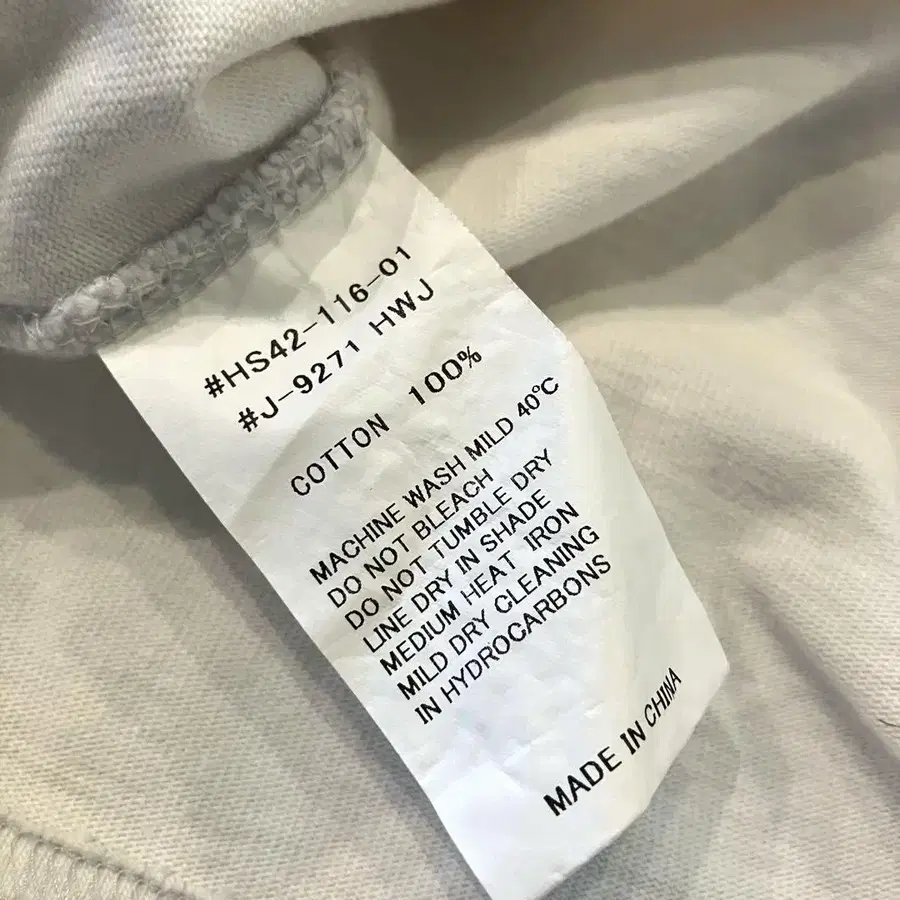 #HS42-116-01
#J-9271 HWJ
COTTON 100%
MACHINE WASH MILD 40℃
DO NOT BLEACH
DO NOT TUMBLE DRY
LINE DRY IN SHADE
MEDIUM HEAT IRON
MILD DRY CLEANING
IN HYDROCARBONS
MADE IN CHINA